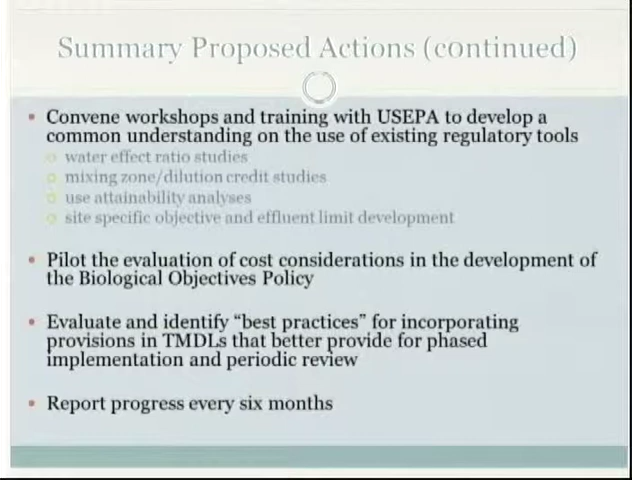 Summary Proposed Actions (continued)
Convene workshops and training with USEPA to develop a
common understanding on the use of existing regulatory tools
water effect ratio studies
mixing zone/dilution credit studies
use attainability analyses
site specific objective and effluent limit development
Pilot the evaluation of cost considerations in the development of
the Biological Objectives Policy
Evaluate and identify “best practices” for incorporating
provisions in TMDLs that better provide for phased
implementation and periodic review
Report progress every six months